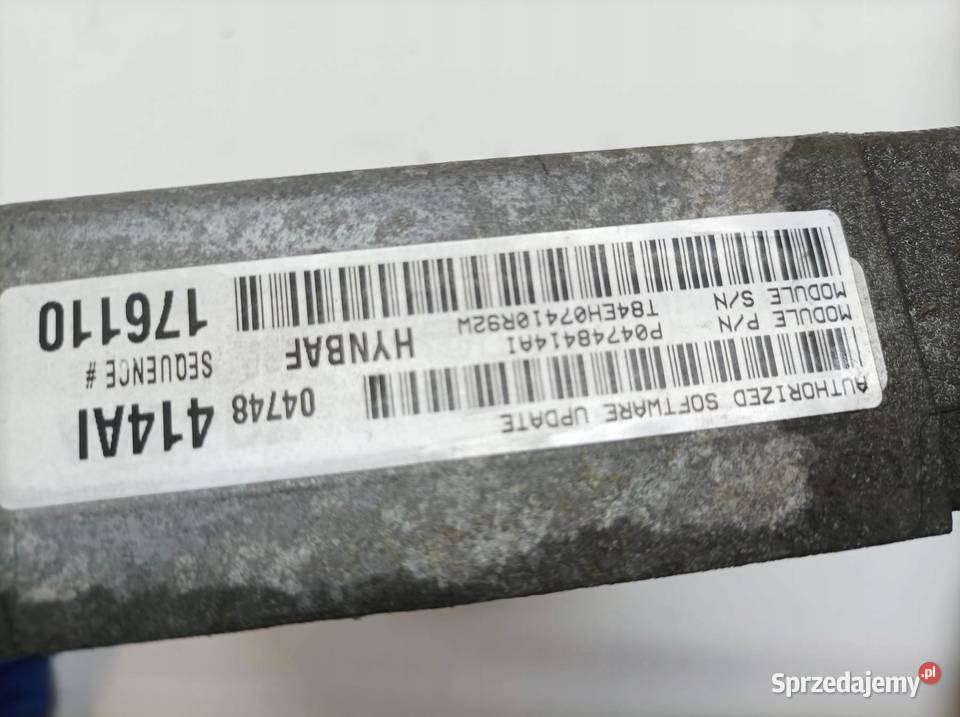 AUTHORIZED SOFTWARE UPDATE
04748
414AI
MODULE P/N P04748414AI
MODULE S/N T84EH07410R92W
HYNBAF
SEQUENCE #
176110
Sprzedajemy.pl